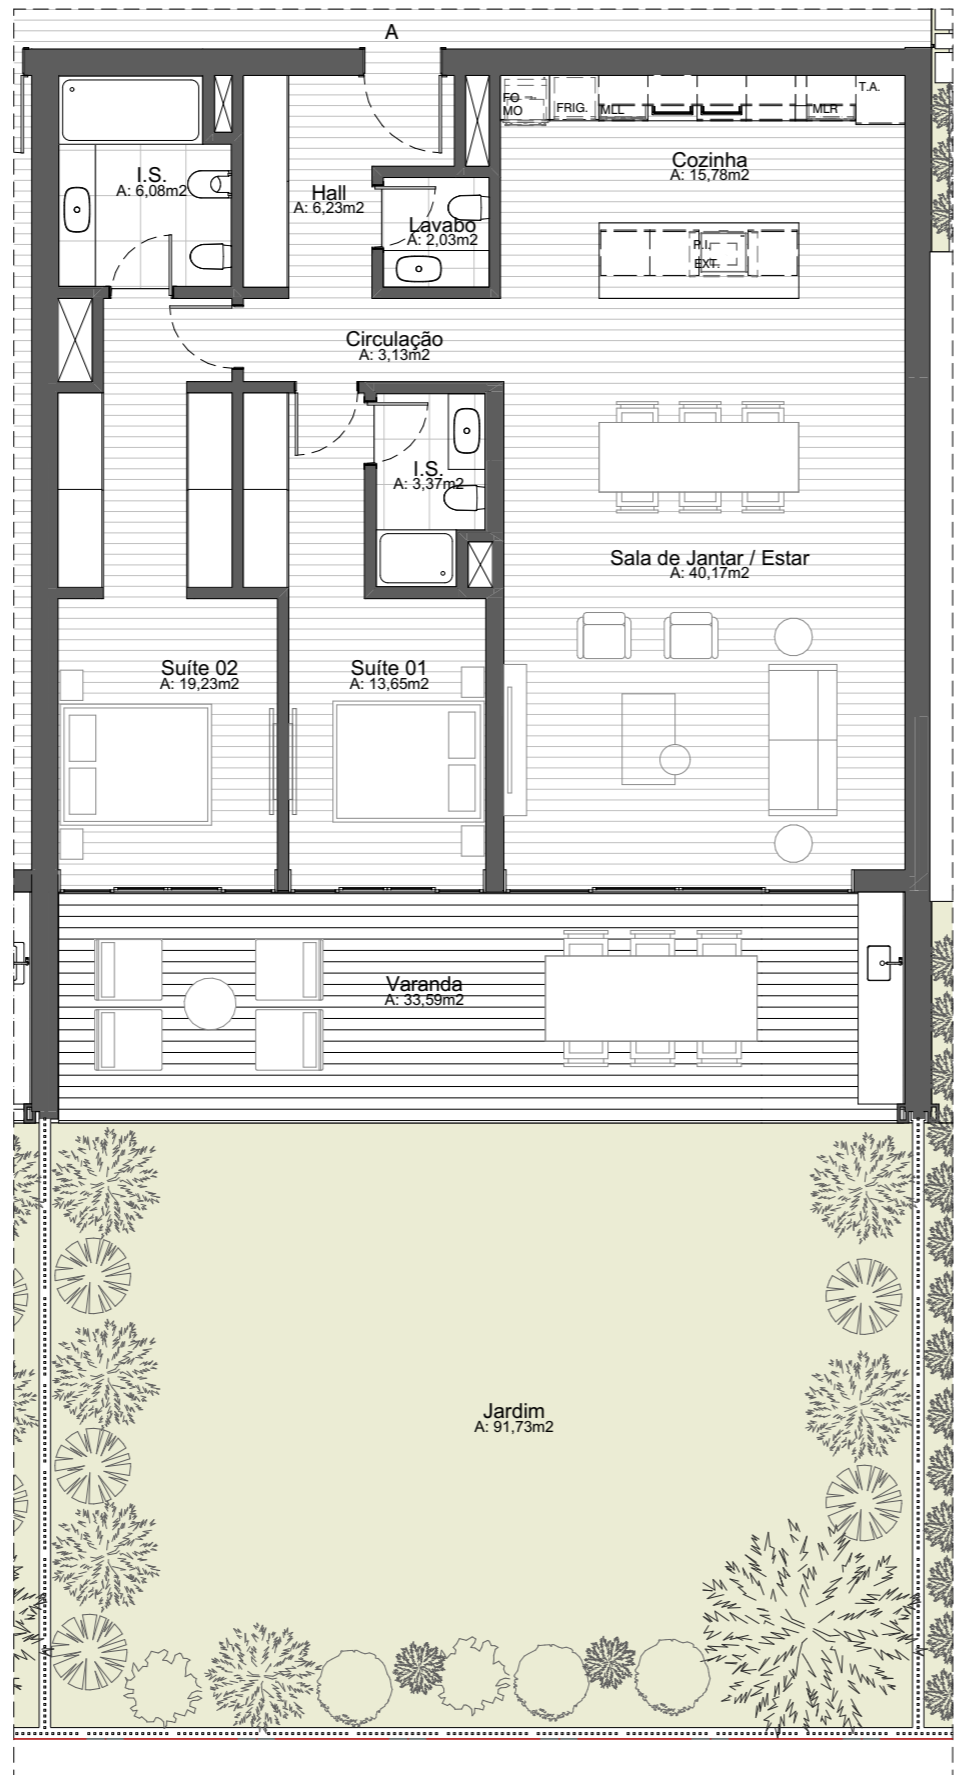 A
FO
MO
FRIG.
MLL
MLR
T.A.
Cozinha
A: 15,78m2
I.S.
A: 6,08m2
Hall
A: 6,23m2
Lavabo
A: 2,03m2
P.I.
EXT.
Circulação
A: 3,13m2
I.S.
A: 3,37m2
Sala de Jantar / Estar
A: 40,17m2
Suíte 02
A: 19,23m2
Suíte 01
A: 13,65m2
Varanda
A: 33,59m2
Jardim
A: 91,73m2